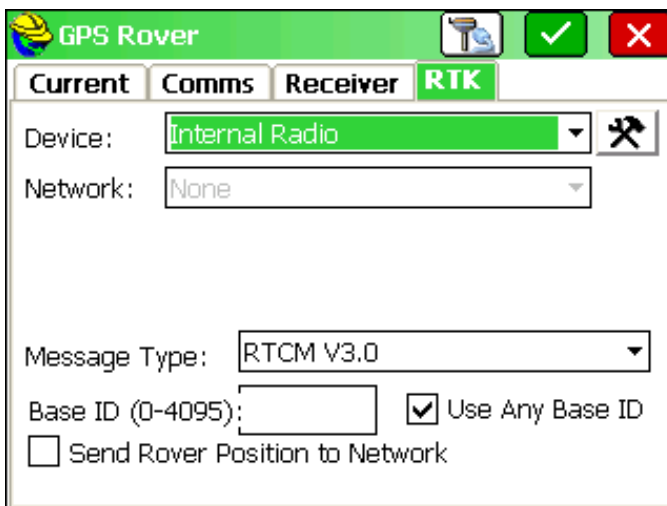 GPS Rover
Current Comms Receiver RTK
Device: Internal Radio
Network: None
Message Type: RTCM V3.0
Base ID (0-4095): Use Any Base ID
Send Rover Position to Network